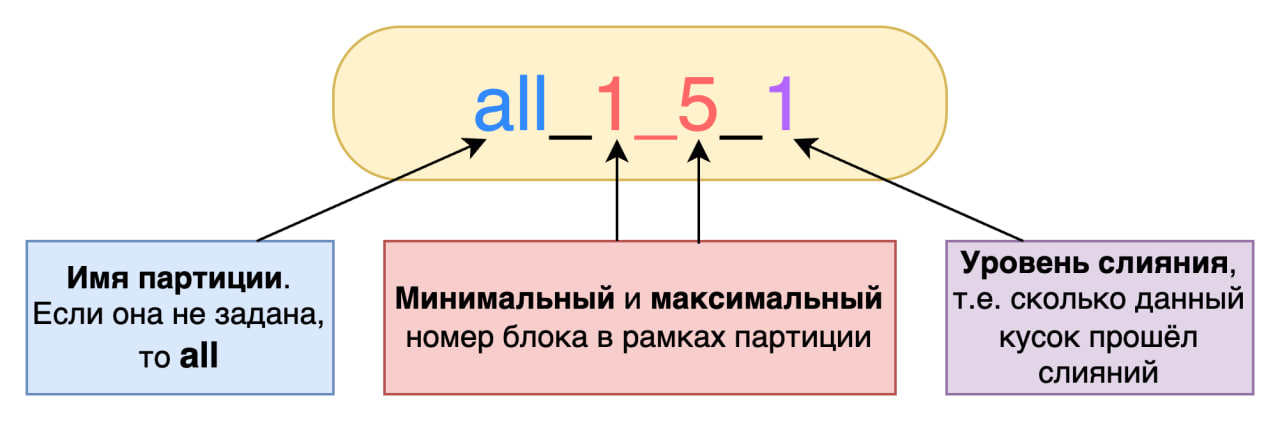 all_1_5_1
Имя партиции.
Если она не задана,
то all
Минимальный и максимальный
номер блока в рамках партиции
Уровень слияния,
т.е. сколько данный
кусок прошёл
слияний